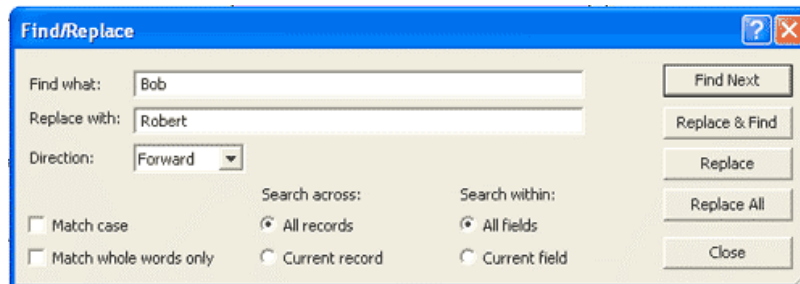 Find/Replace
Find what: Bob
Replace with: Robert
Direction: Forward
Search across:
Search within:
Match case
All records
All fields
Match whole words only
Current record
Current field
Find Next
Replace & Find
Replace
Replace All
Close